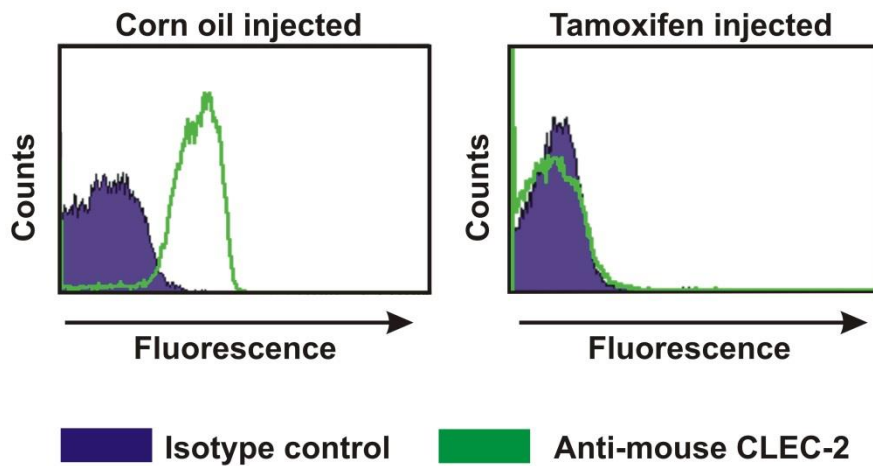 Corn oil injected
Tamoxifen injected
Counts
Counts
Fluorescence
Fluorescence
Isotype control
Anti-mouse CLEC-2